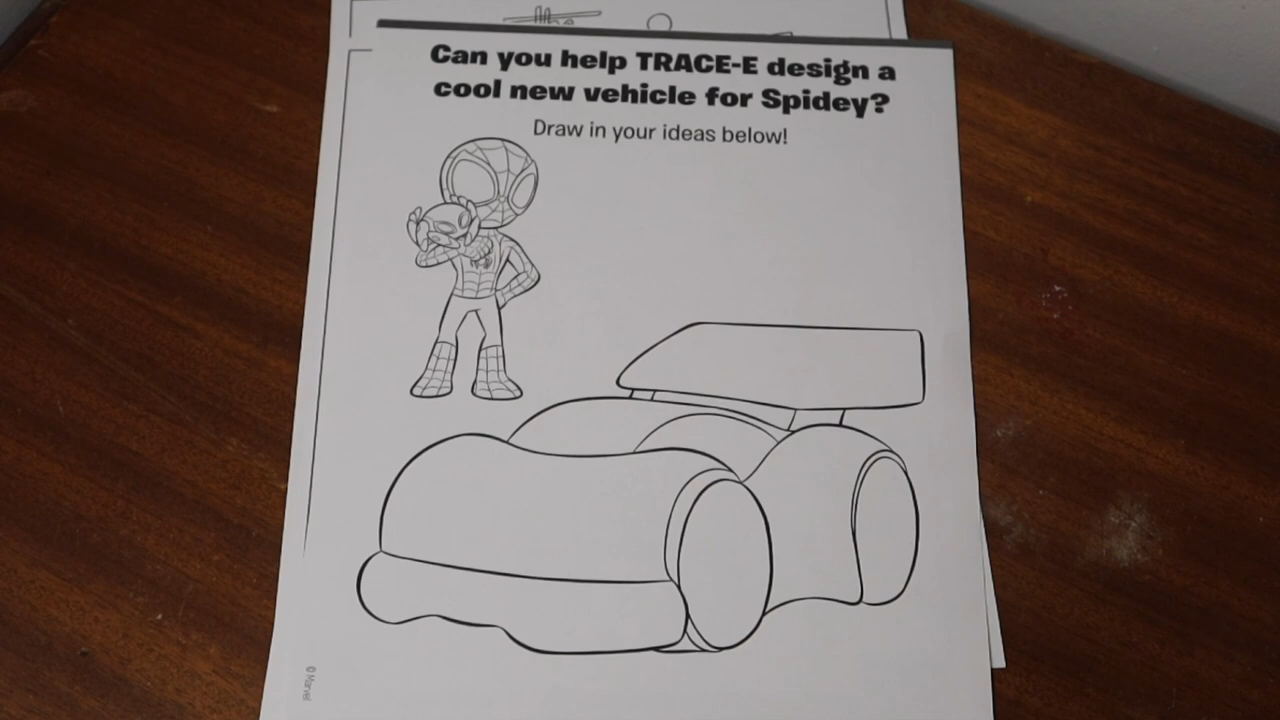 Can you help TRACE-E design a
cool new vehicle for Spidey?
Draw in your ideas below!
© Marvel